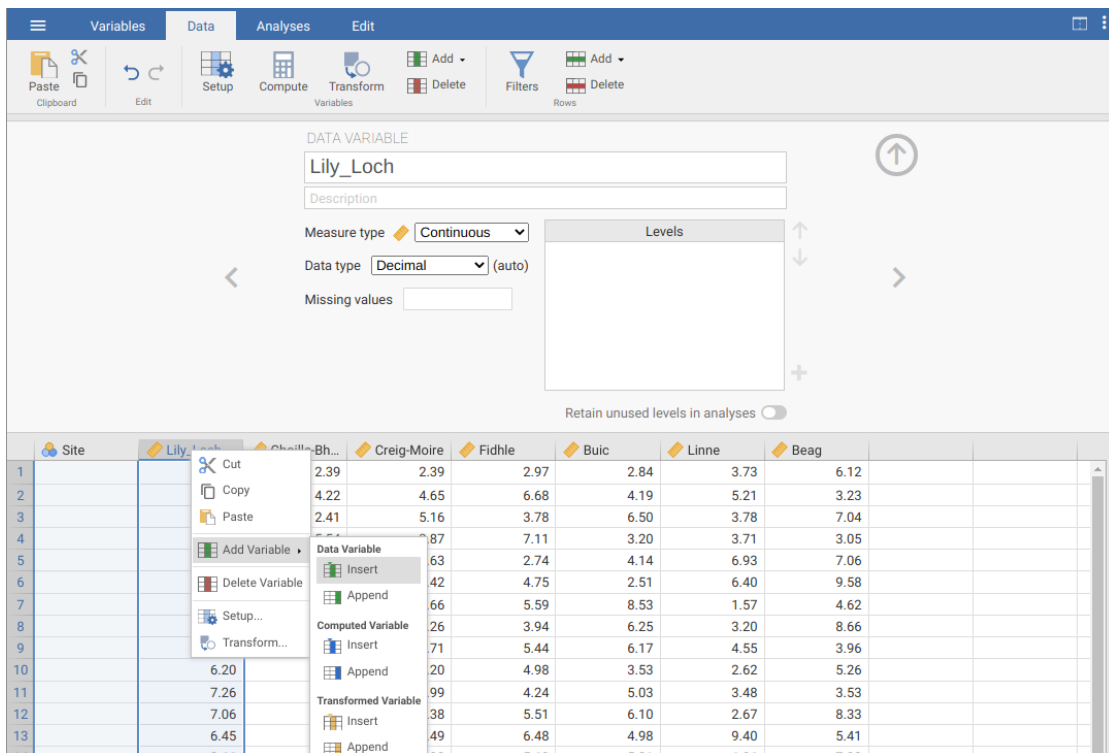 Variables Data Analyses Edit
Paste Setup Compute Transform Add Delete Filters Add Delete
Clipboard Edit Variables Rows
DATA VARIABLE
Lily_Loch
Description
Measure type Continuous Levels
Data type Decimal (auto)
Missing values
Retain unused levels in analyses
Site Creig-Moire Fidhle Buic Linne Beag
1 2.39 2.39 2.97 2.84 3.73 6.12
2 4.22 4.65 6.68 4.19 5.21 3.23
3 2.41 5.16 3.78 6.50 3.78 7.04
4 .87 7.11 3.20 3.71 3.05
5 .63 2.74 4.14 6.93 7.06
6 .42 4.75 2.51 6.40 9.58
7 .66 5.59 8.53 1.57 4.62
8 .26 3.94 6.25 3.20 8.66
9 .71 5.44 6.17 4.55 3.96
10 6.20 .20 4.98 3.53 2.62 5.26
11 7.26 .99 4.24 5.03 3.48 3.53
12 7.06 .38 5.51 6.10 2.67 8.33
13 6.45 .49 6.48 4.98 9.40 5.41
Cut
Copy
Paste
Add Variable
Delete Variable
Setup...
Transform...
Data Variable
Insert
Append
Computed Variable
Insert
Append
Transformed Variable
Insert
Append